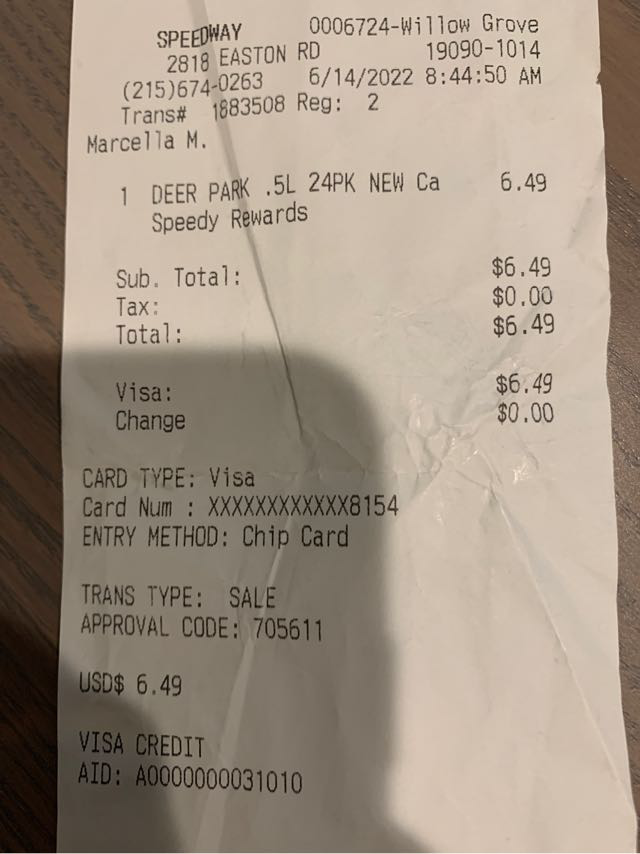 SPEEDWAY 0006724-Willow Grove
2818 EASTON RD 19090-1014
(215)674-0263 6/14/2022 8:44:50 AM
Trans# 1883508 Reg: 2
Marcella M.
1 DEER PARK .5L 24PK NEW Ca 6.49
Speedy Rewards
Sub. Total: $6.49
Tax: $0.00
Total: $6.49
Visa: $6.49
Change $0.00
CARD TYPE: Visa
Card Num : XXXXXXXXXXXX8154
ENTRY METHOD: Chip Card
TRANS TYPE: SALE
APPROVAL CODE: 705611
USD$ 6.49
VISA CREDIT
AID: A0000000031010